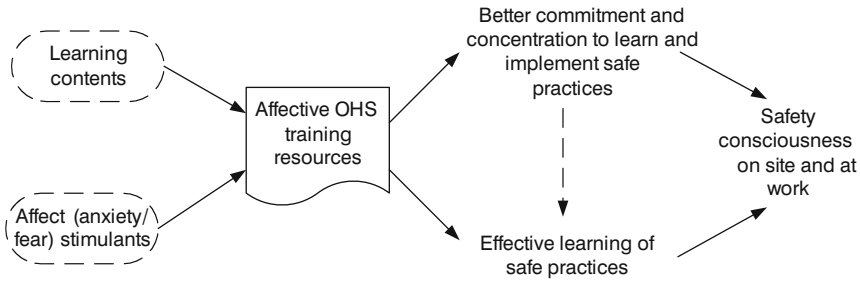 Learning
contents
Affect (anxiety/
fear) stimulants
Affective OHS
training
resources
Better commitment and
concentration to learn and
implement safe
practices
Effective learning of
safe practices
Safety
consciousness
on site and at
work